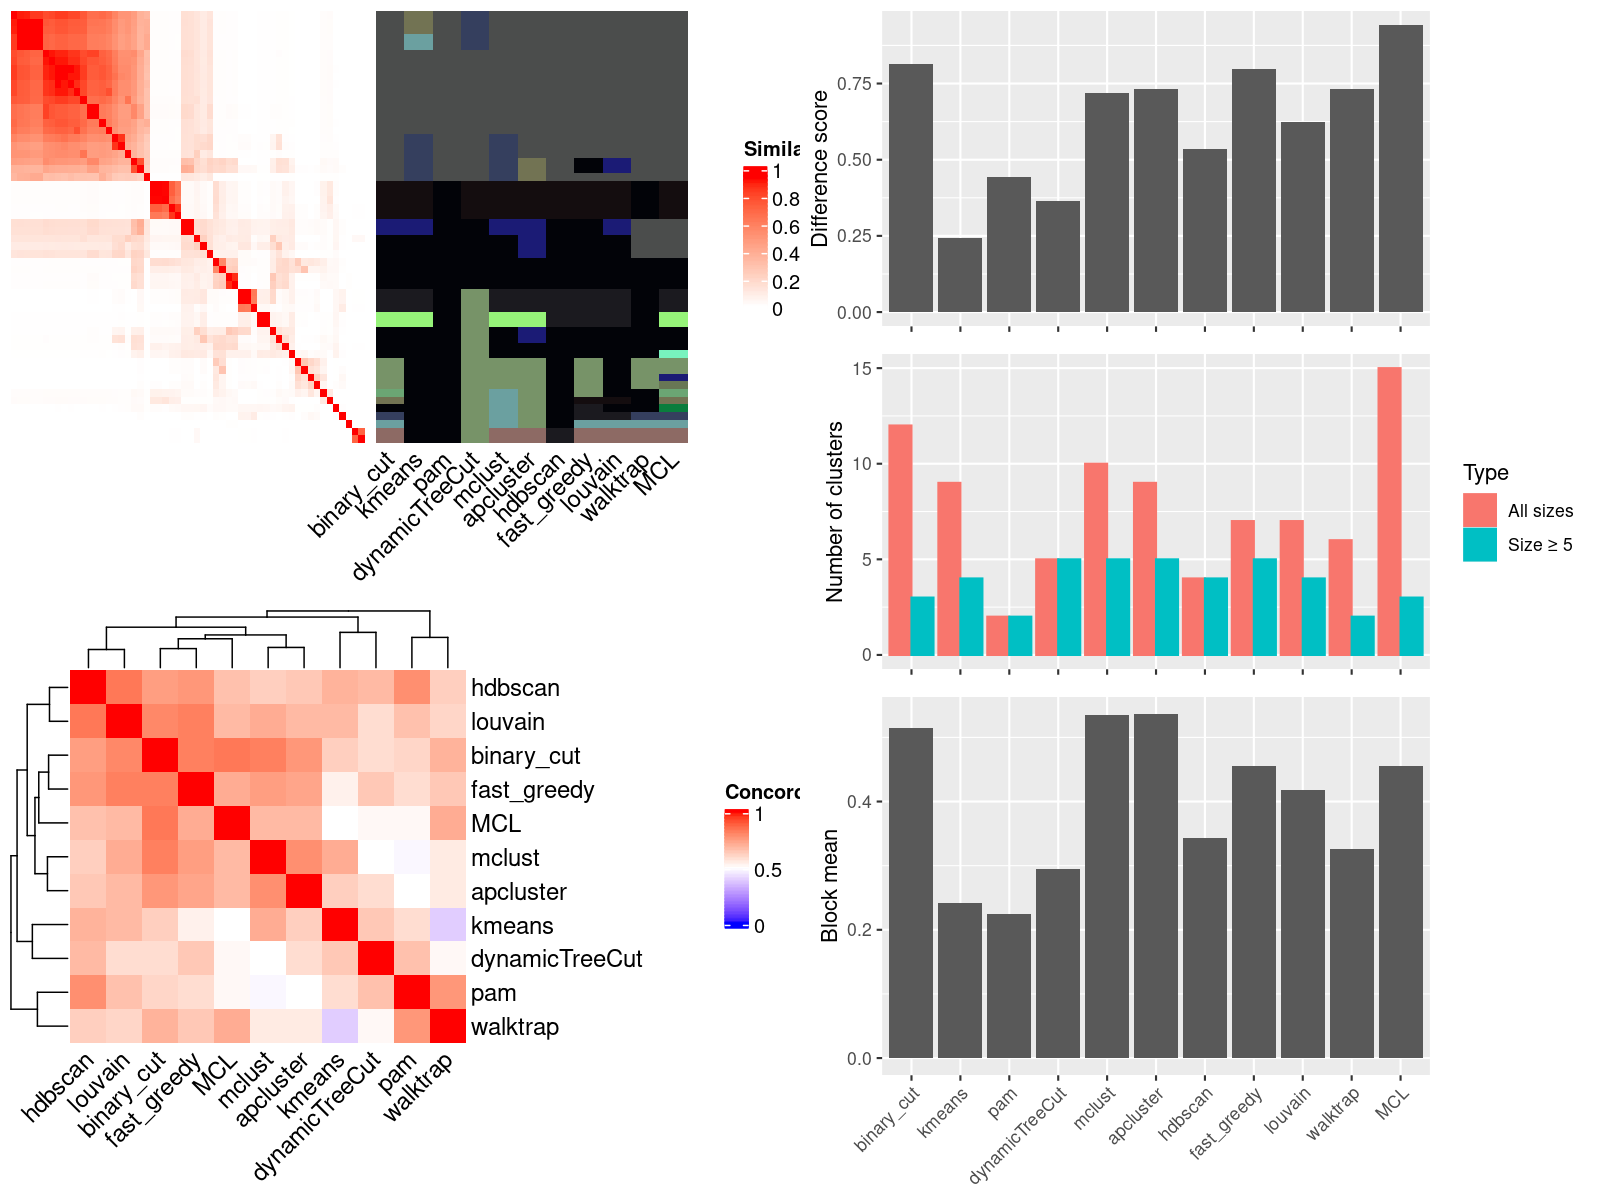 Simila
1
0.8
0.6
0.4
0.2
0
binary_cut
kmeans
pam
dynamicTreeCut
mclust
apcluster
hdbscan
fast_greedy
louvain
walktrap
MCL
hdbscan
louvain
binary_cut
fast_greedy
MCL
mclust
apcluster
kmeans
dynamicTreeCut
pam
walktrap
hdbscan
louvain
binary_cut
fast_greedy
MCL
mclust
apcluster
kmeans
dynamicTreeCut
pam
walktrap
Concord
1
0.5
0
Difference score
0.75
0.50
0.25
0.00
Number of clusters
15
10
5
0
Type
All sizes
Size ≥ 5
Block mean
0.4
0.2
0.0
binary_cut
kmeans
pam
dynamicTreeCut
mclust
apcluster
hdbscan
fast_greedy
louvain
walktrap
MCL